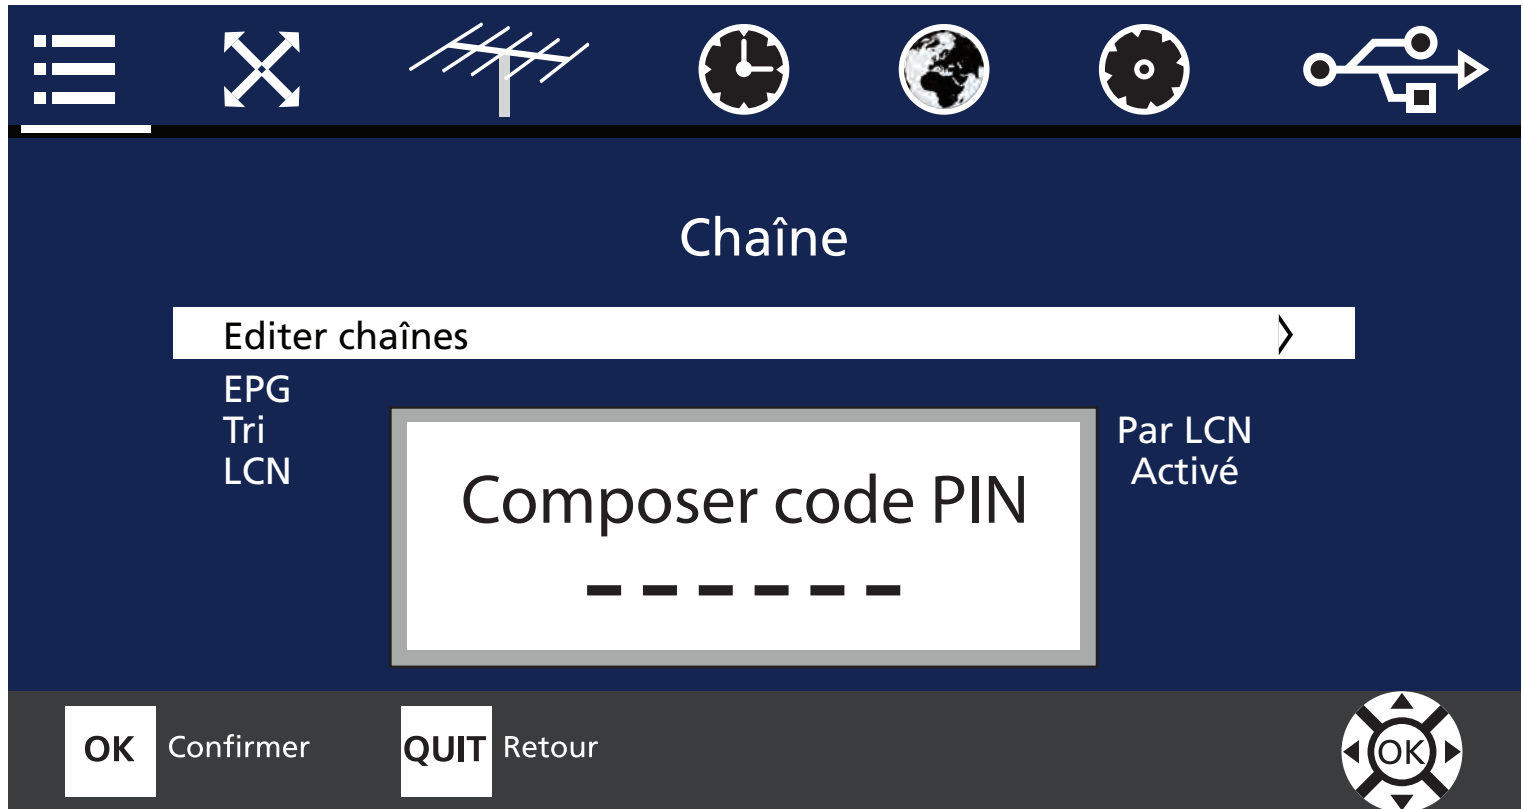 Chaîne
Editer chaînes
EPG
Tri Par LCN
LCN Activé
Composer code PIN
OK Confirmer QUIT Retour OK